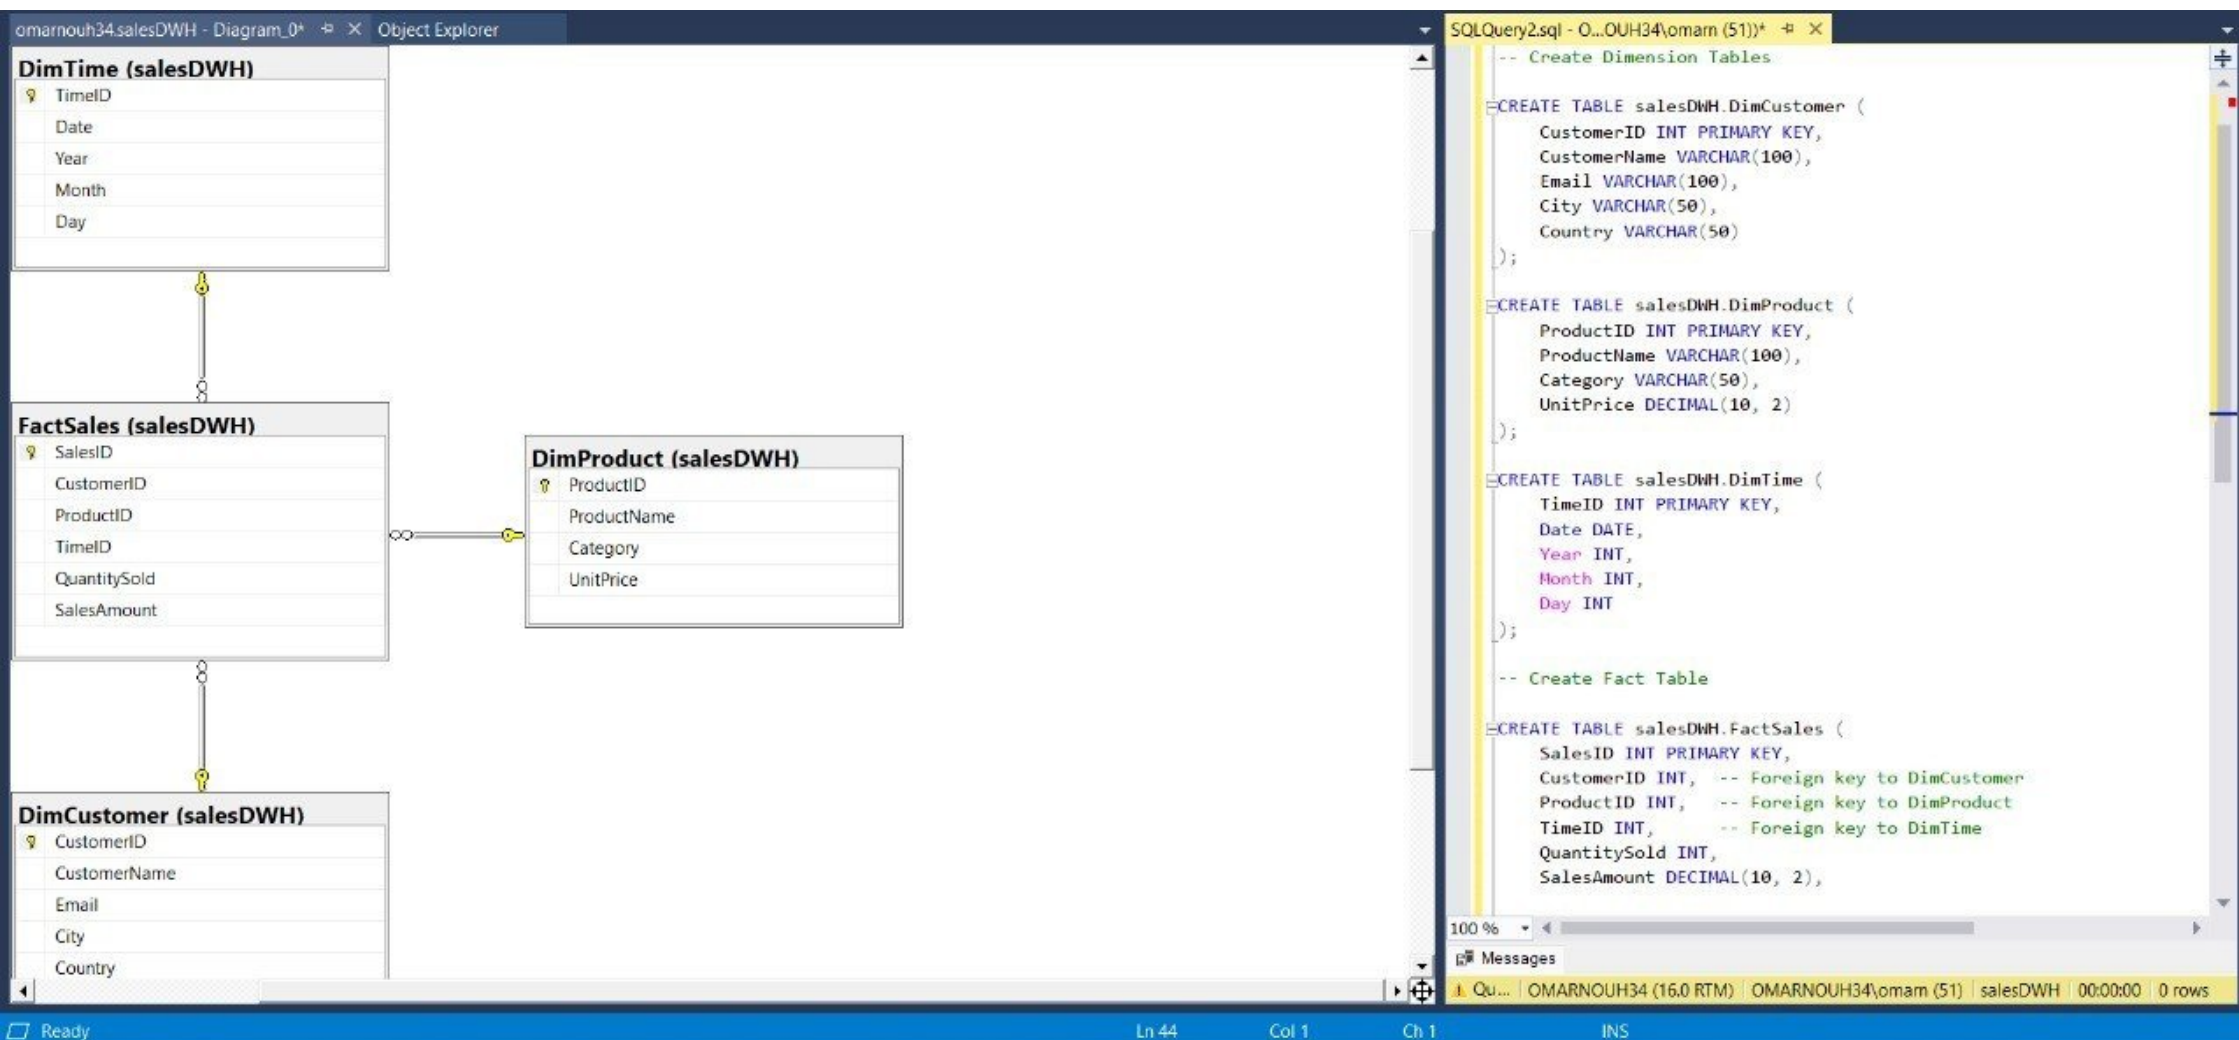 omarnouh34.salesDWH - Diagram_0*
Object Explorer
DimTime (salesDWH)
TimeID
Date
Year
Month
Day
FactSales (salesDWH)
SalesID
CustomerID
ProductID
TimeID
QuantitySold
SalesAmount
DimProduct (salesDWH)
ProductID
ProductName
Category
UnitPrice
DimCustomer (salesDWH)
CustomerID
CustomerName
Email
City
Country
SQLQuery2.sql - O...OUH34\omarn (51))*
-- Create Dimension Tables
CREATE TABLE salesDWH.DimCustomer (
CustomerID INT PRIMARY KEY,
CustomerName VARCHAR(100),
Email VARCHAR(100),
City VARCHAR(50),
Country VARCHAR(50)
);
CREATE TABLE salesDWH.DimProduct (
ProductID INT PRIMARY KEY,
ProductName VARCHAR(100),
Category VARCHAR(50),
UnitPrice DECIMAL(10, 2)
);
CREATE TABLE salesDWH.DimTime (
TimeID INT PRIMARY KEY,
Date DATE,
Year INT,
Month INT,
Day INT
);
-- Create Fact Table
CREATE TABLE salesDWH.FactSales (
SalesID INT PRIMARY KEY,
CustomerID INT, -- Foreign key to DimCustomer
ProductID INT, -- Foreign key to DimProduct
TimeID INT, -- Foreign key to DimTime
QuantitySold INT,
SalesAmount DECIMAL(10, 2),
100 %
Messages
Qu... OMARNOUH34 (16.0 RTM) OMARNOUH34\omarn (51) salesDWH 00:00:00 0 rows
Ready Ln 44 Col 1 Ch 1 INS